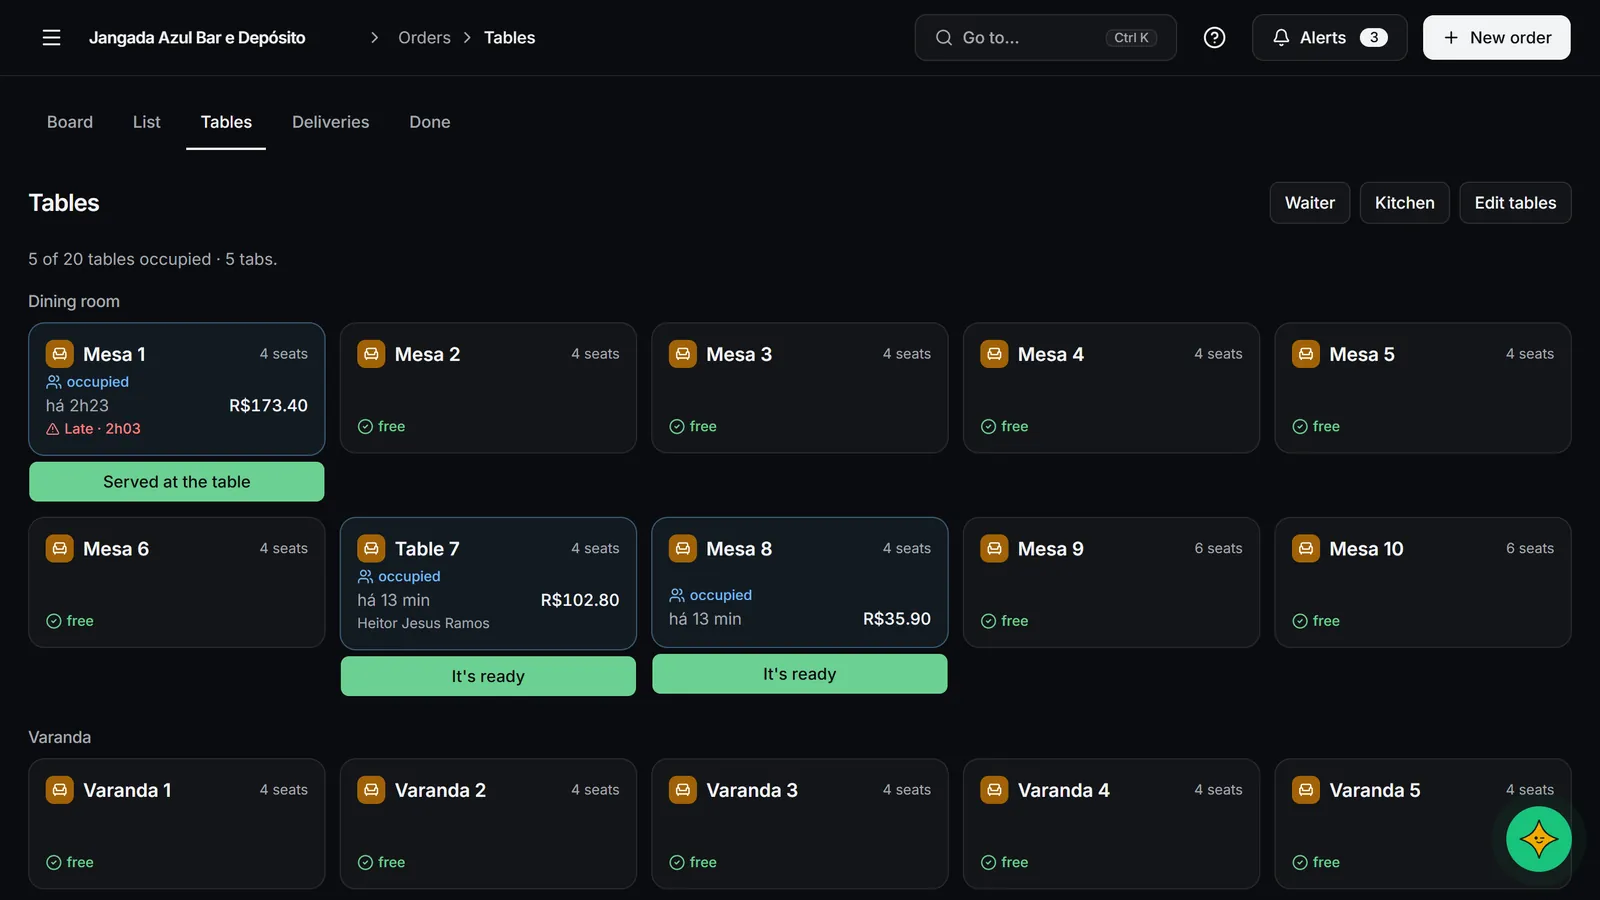 Jangada Azul Bar e Depósito > Orders > Tables Go to... Ctrl K Alerts 3 + New order
Board List Tables Deliveries Done
Tables Waiter Kitchen Edit tables
5 of 20 tables occupied · 5 tabs.
Dining room
Mesa 1 4 seats
occupied
há 2h23 R$173.40
Late · 2h03
Served at the table
Mesa 2 4 seats
free
Mesa 3 4 seats
free
Mesa 4 4 seats
free
Mesa 5 4 seats
free
Mesa 6 4 seats
free
Table 7 4 seats
occupied
há 13 min R$102.80
Heitor Jesus Ramos
It's ready
Mesa 8 4 seats
occupied
há 13 min R$35.90
It's ready
Mesa 9 6 seats
free
Mesa 10 6 seats
free
Varanda
Varanda 1 4 seats
free
Varanda 2 4 seats
free
Varanda 3 4 seats
free
Varanda 4 4 seats
free
Varanda 5 4 seats
free